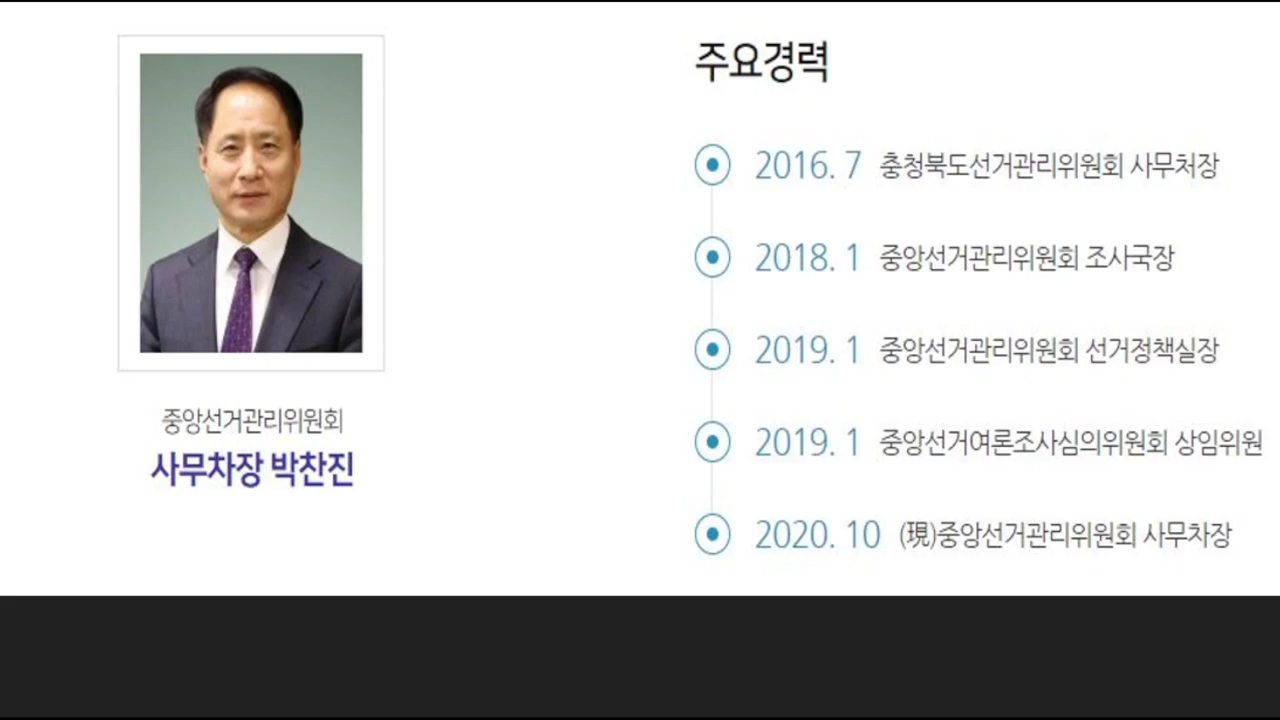 중앙선거관리위원회
사무차장 박찬진
주요경력
2016. 7 충청북도선거관리위원회 사무처장
2018. 1 중앙선거관리위원회 조사국장
2019. 1 중앙선거관리위원회 선거정책실장
2019. 1 중앙선거여론조사심의위원회 상임위원
2020. 10 (現)중앙선거관리위원회 사무차장